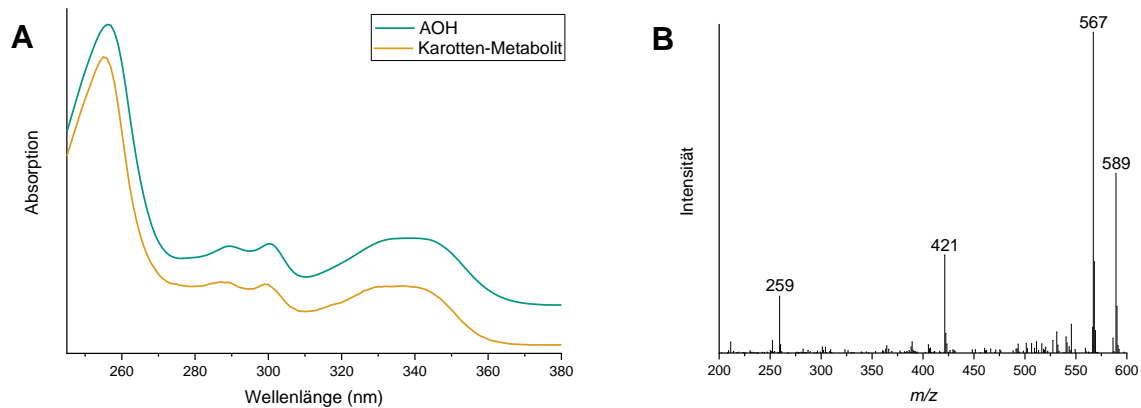 A
AOH
Karotten-Metabolit
Absorption
260 280 300 320 340 360 380
Wellenlänge (nm)
B
567
589
421
259
Intensität
200 250 300 350 400 450 500 550 600
m/z